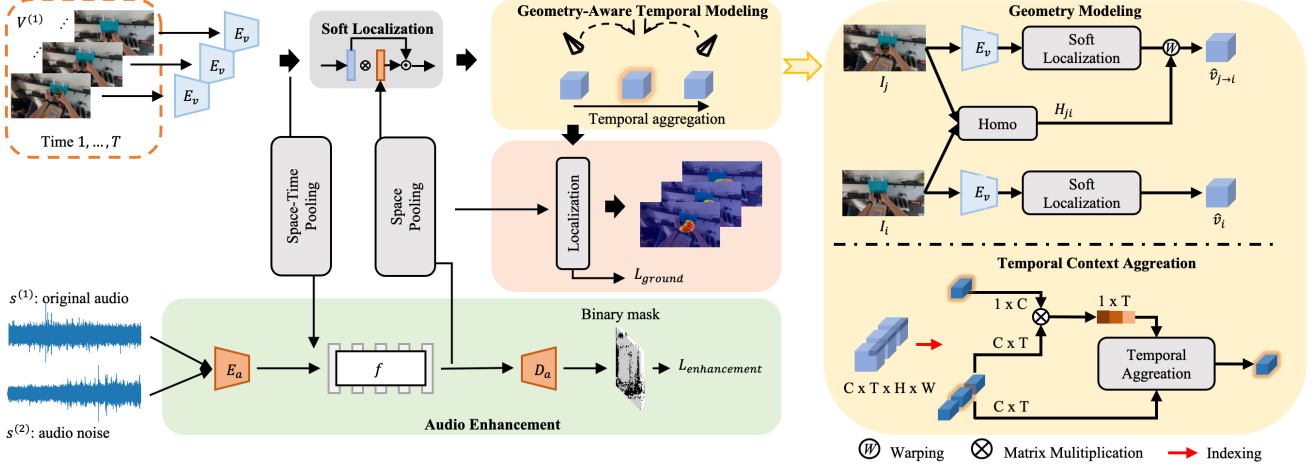 V⁽¹⁾
E_v
E_v
E_v
Time 1, …, T
Soft Localization
Geometry-Aware Temporal Modeling
Temporal aggregation
Space-Time
Pooling
Space
Pooling
Localization
L_ground
s⁽¹⁾: original audio
s⁽²⁾: audio noise
E_a
f
D_a
Binary mask
L_enhancement
Audio Enhancement
Geometry Modeling
I_j
E_v
Soft
Localization
W
v̂_{j→i}
Homo
H_{ji}
I_i
E_v
Soft
Localization
v̂_i
Temporal Context Aggreation
1 x C
1 x T
C x T
C x T x H x W
C x T
Temporal
Aggreation
W Warping
Matrix Mulitiplication
Indexing